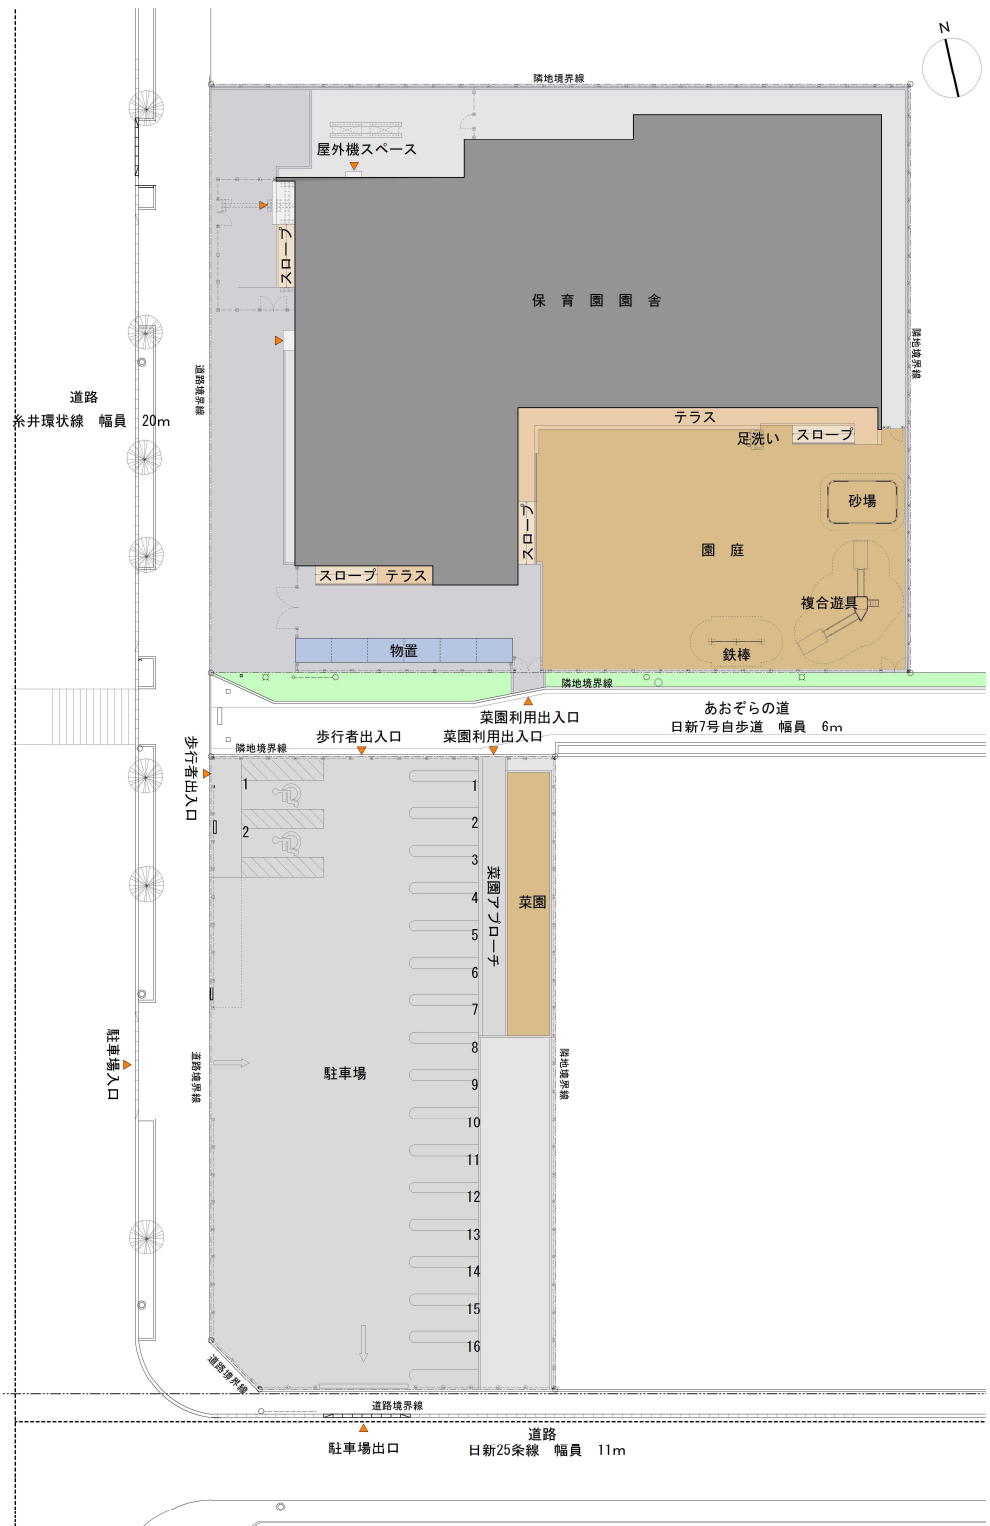 N
隣地境界線
屋外機スペース
スロープ
保育園園舎
隣地境界線
道路境界線
道路
糸井環状線　幅員　20m
テラス
足洗い
スロープ
砂場
スロープ
園庭
スロープ
テラス
複合遊具
物置
鉄棒
隣地境界線
菜園利用出入口
あおぞらの道
日新7号自歩道　幅員　6m
歩行者出入口
菜園利用出入口
隣地境界線
歩行者出入口
1
2
1
2
3
4
5
6
7
8
9
10
11
12
13
14
15
16
菜園アプローチ
菜園
駐車場入口
道路境界線
駐車場
隣地境界線
道路境界線
道路境界線
駐車場出口
道路
日新25条線　幅員　11m